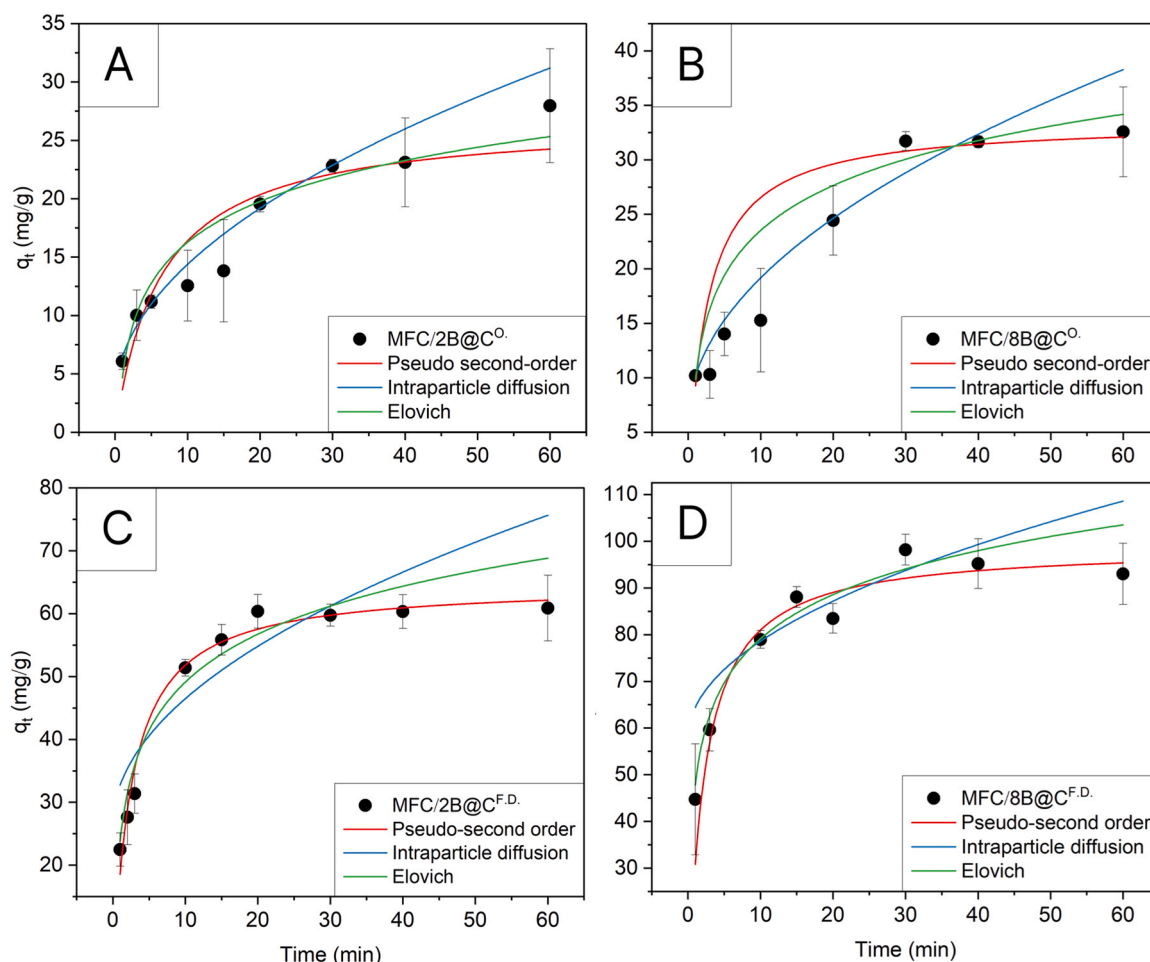 A
35
30
25
20
15
10
5
0
q_t (mg/g)
MFC/2B@C^O.
Pseudo second-order
Intraparticle diffusion
Elovich
0 10 20 30 40 50 60
B
40
35
30
25
20
15
10
5
MFC/8B@C^O.
Pseudo second-order
Intraparticle diffusion
Elovich
0 10 20 30 40 50 60
C
80
70
60
50
40
30
20
q_t (mg/g)
MFC/2B@C^F.D.
Pseudo-second order
Intraparticle diffusion
Elovich
0 10 20 30 40 50 60
Time (min)
D
110
100
90
80
70
60
50
40
30
MFC/8B@C^F.D.
Pseudo-second order
Intraparticle diffusion
Elovich
0 10 20 30 40 50 60
Time (min)